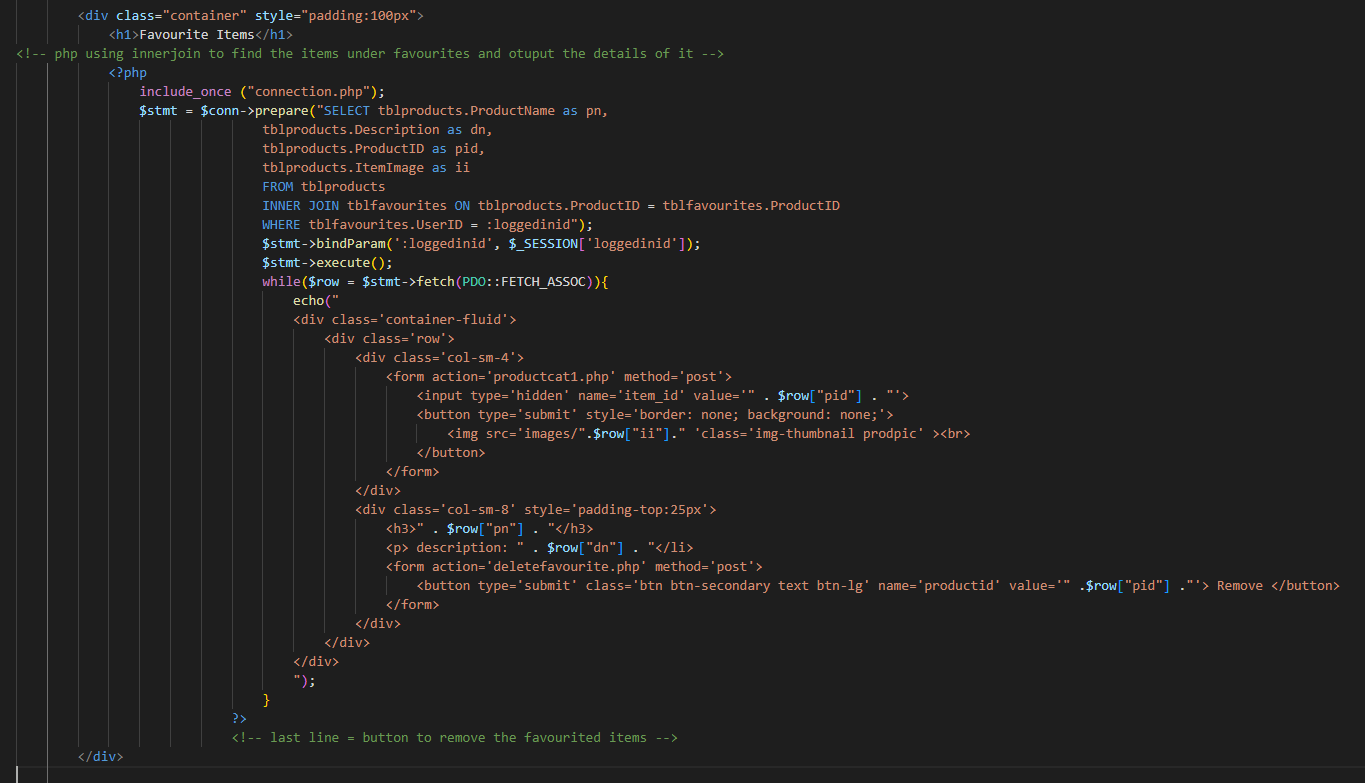 <div class="container" style="padding:100px">
<h1>Favourite Items</h1>
<!-- php using innerjoin to find the items under favourites and otuput the details of it -->
<?php
include_once ("connection.php");
$stmt = $conn->prepare("SELECT tblproducts.ProductName as pn,
tblproducts.Description as dn,
tblproducts.ProductID as pid,
tblproducts.ItemImage as ii
FROM tblproducts
INNER JOIN tblfavourites ON tblproducts.ProductID = tblfavourites.ProductID
WHERE tblfavourites.UserID = :loggedinid");
$stmt->bindParam(':loggedinid', $_SESSION['loggedinid']);
$stmt->execute();
while($row = $stmt->fetch(PDO::FETCH_ASSOC)){
echo("
<div class='container-fluid'>
<div class='row'>
<div class='col-sm-4'>
<form action='productcat1.php' method='post'>
<input type='hidden' name='item_id' value='" . $row["pid"] . "'>
<button type='submit' style='border: none; background: none;'>
<img src='images/".$row["ii"]." 'class='img-thumbnail prodpic' ><br>
</button>
</form>
</div>
<div class='col-sm-8' style='padding-top:25px'>
<h3>" . $row["pn"] . "</h3>
<p> description: " . $row["dn"] . "</li>
<form action='deletefavourite.php' method='post'>
<button type='submit' class='btn btn-secondary text btn-lg' name='productid' value='" .$row["pid"] ."'> Remove </button>
</form>
</div>
</div>
</div>
");
}
?>
<!-- last line = button to remove the favourited items -->
</div>